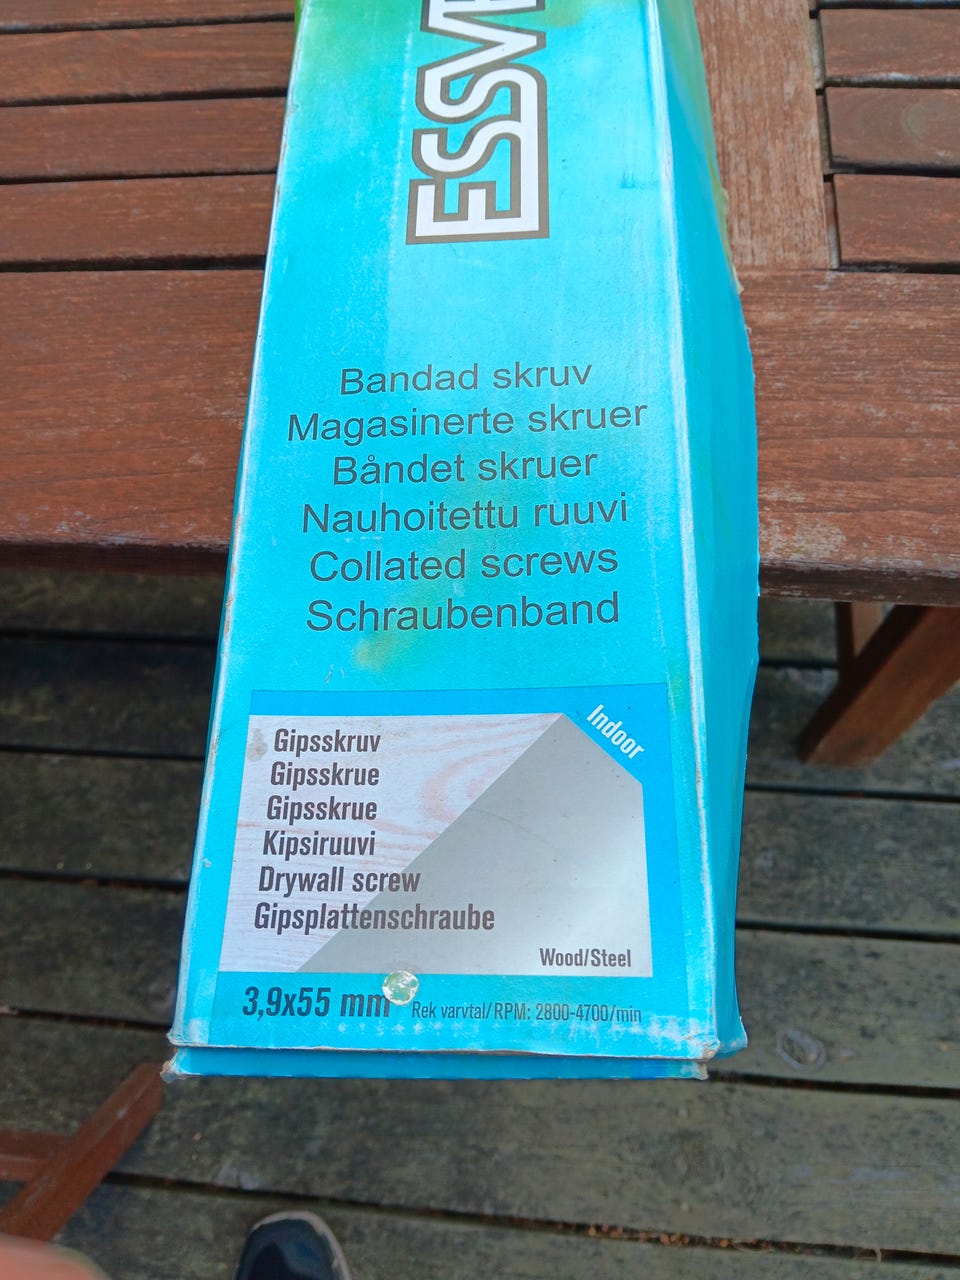 ESSVE
Bandad skruv
Magasinerte skruer
Båndet skruer
Nauhoitettu ruuvi
Collated screws
Schraubenband
Indoor
Gipsskruv
Gipsskrue
Gipsskrue
Kipsiruuvi
Drywall screw
Gipsplattenschraube
Wood/Steel
3,9x55 mm
Rek varvtal/RPM: 2800-4700/min